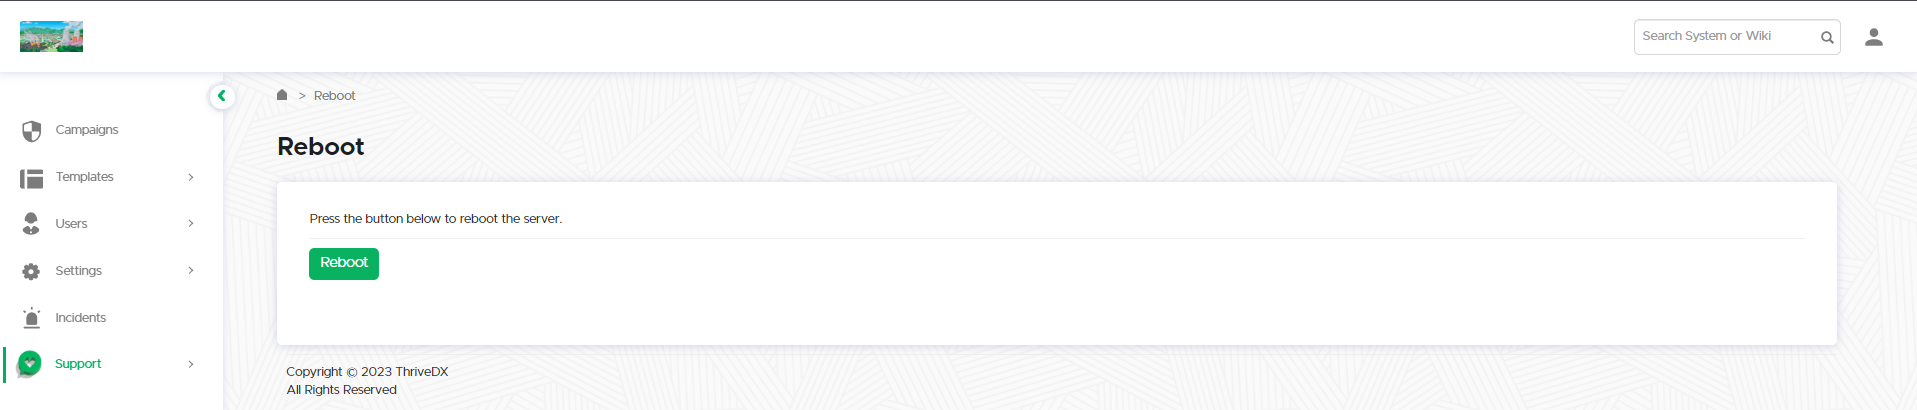 Search System or Wiki
> Reboot
Campaigns
Templates
Users
Settings
Incidents
Support
Reboot
Press the button below to reboot the server.
Reboot
Copyright © 2023 ThriveDX
All Rights Reserved